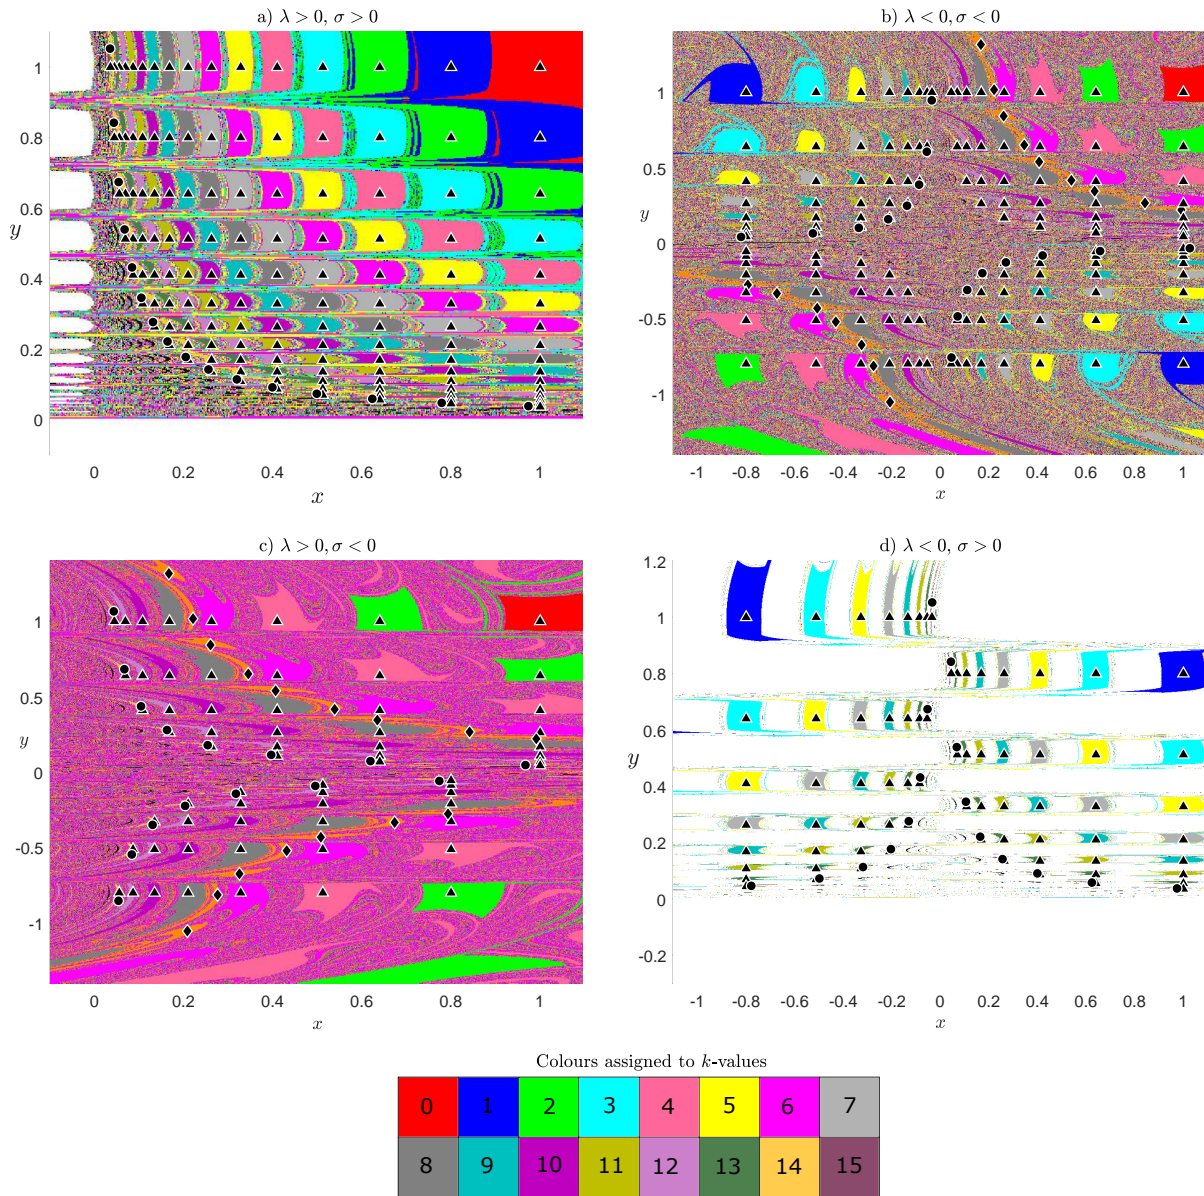 a) λ > 0, σ > 0
1
0.8
0.6
y
0.4
0.2
0
0 0.2 0.4 0.6 0.8 1
x
b) λ < 0, σ < 0
1
0.5
y
0
-0.5
-1
-1 -0.8 -0.6 -0.4 -0.2 0 0.2 0.4 0.6 0.8 1
x
c) λ > 0, σ < 0
1
0.5
y
0
-0.5
-1
0 0.2 0.4 0.6 0.8 1
x
d) λ < 0, σ > 0
1.2
1
0.8
0.6
y
0.4
0.2
0
-0.2
-1 -0.8 -0.6 -0.4 -0.2 0 0.2 0.4 0.6 0.8 1
x
Colours assigned to k-values
0 1 2 3 4 5 6 7
8 9 10 11 12 13 14 15